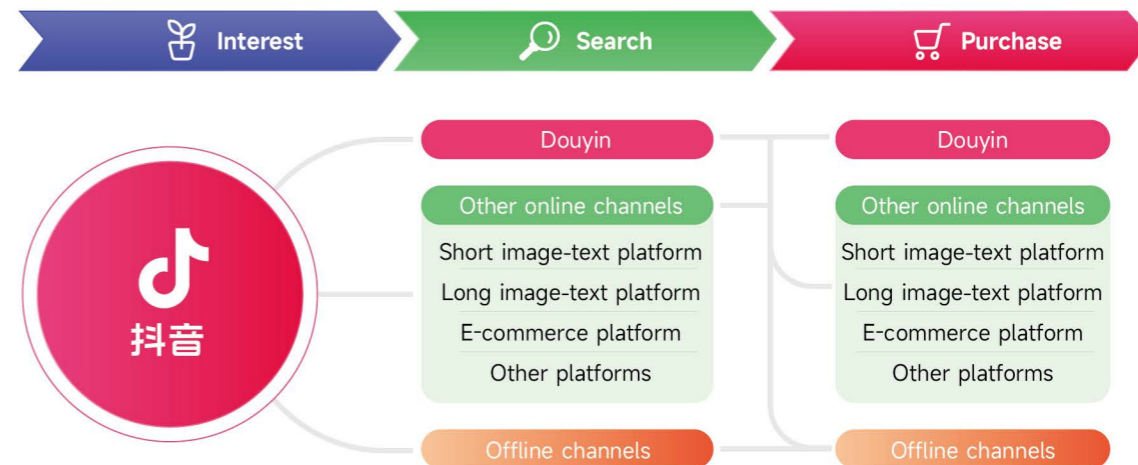 Interest
Search
Purchase
抖音
Douyin
Other online channels
Short image-text platform
Long image-text platform
E-commerce platform
Other platforms
Offline channels
Douyin
Other online channels
Short image-text platform
Long image-text platform
E-commerce platform
Other platforms
Offline channels